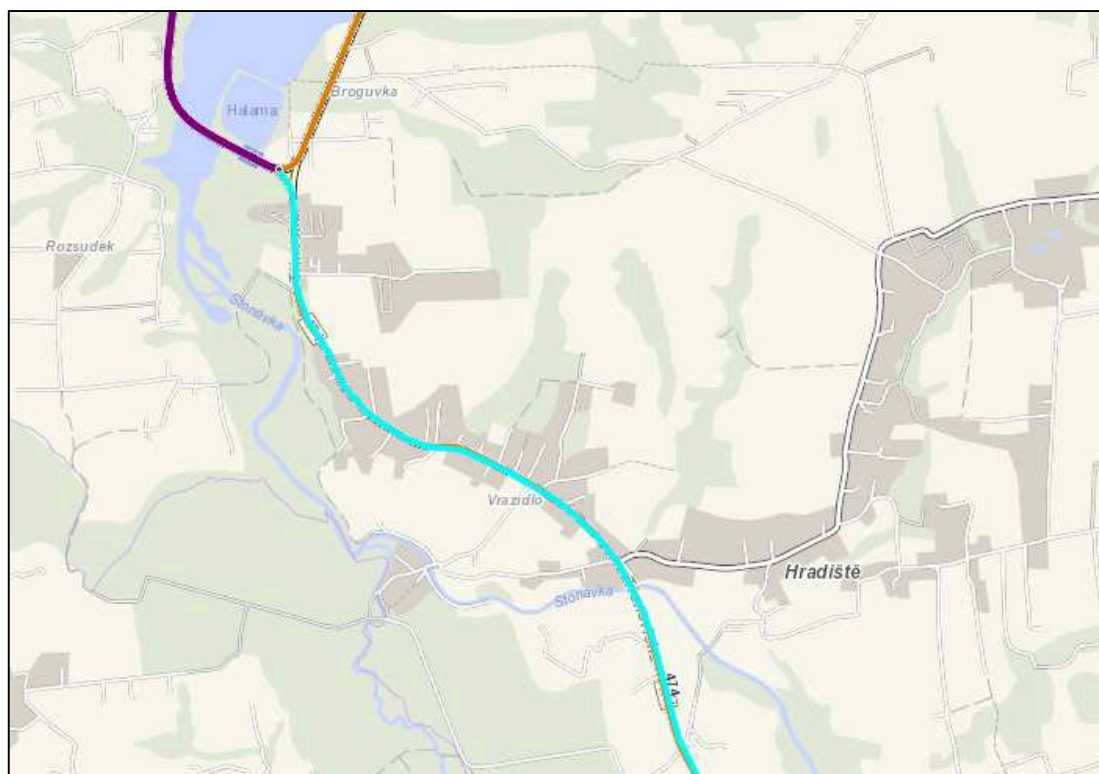 Broguvka
Halama
Rozsudek
Stonávka
Vrazidlo
Hradiště
Stonávka
474